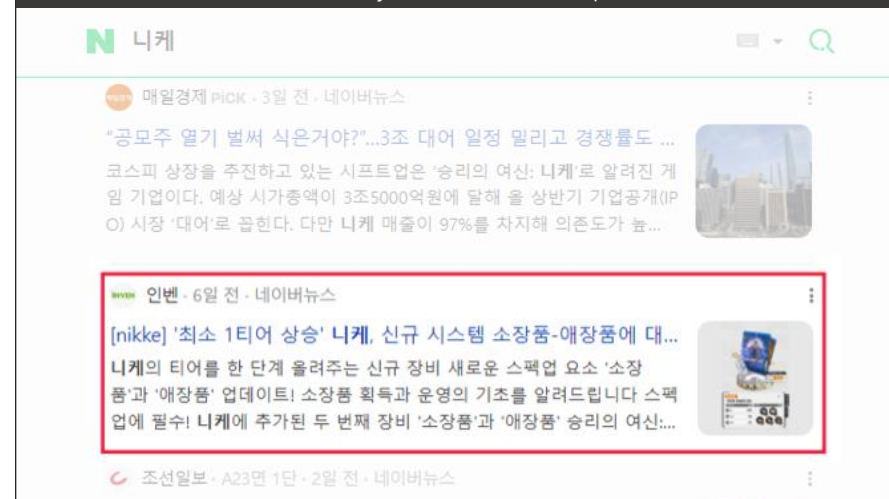 N 니케
매일경제 PiCK · 3일 전 · 네이버뉴스
"공모주 열기 벌써 식은거야?"...3조 대어 일정 밀리고 경쟁률도 ...
코스피 상장을 추진하고 있는 시프트업은 '승리의 여신: 니케'로 알려진 게
임 기업이다. 예상 시가총액이 3조5000억원에 달해 올 상반기 기업공개(IP
O) 시장 '대어'로 꼽힌다. 다만 니케 매출이 97%를 차지해 의존도가 높...
INVEN 인벤 · 6일 전 · 네이버뉴스
[nikke] '최소 1티어 상승' 니케, 신규 시스템 소장품-애장품에 대...
니케의 티어를 한 단계 올려주는 신규 장비 새로운 스펙업 요소 '소장
품'과 '애장품' 업데이트! 소장품 획득과 운영의 기초를 알려드립니다 스펙
업에 필수! 니케에 추가된 두 번째 장비 '소장품'과 '애장품' 승리의 여신:...
조선일보 · A23면 1단 · 2일 전 · 네이버뉴스